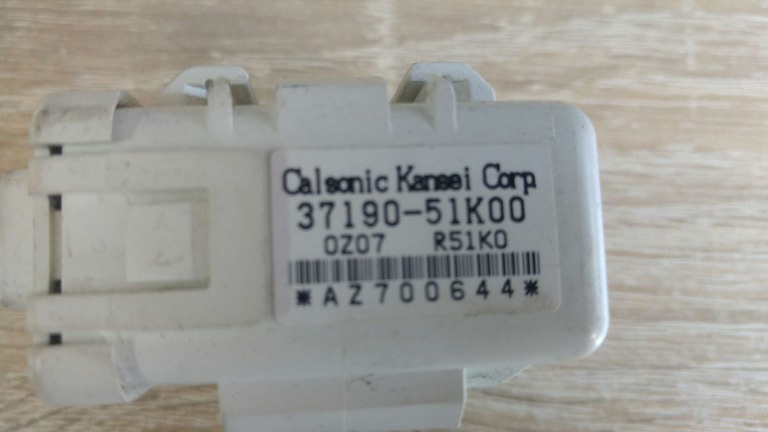 Calsonic Kansei Corp
37190-51K00
0Z07 R51K0
*AZ700644*